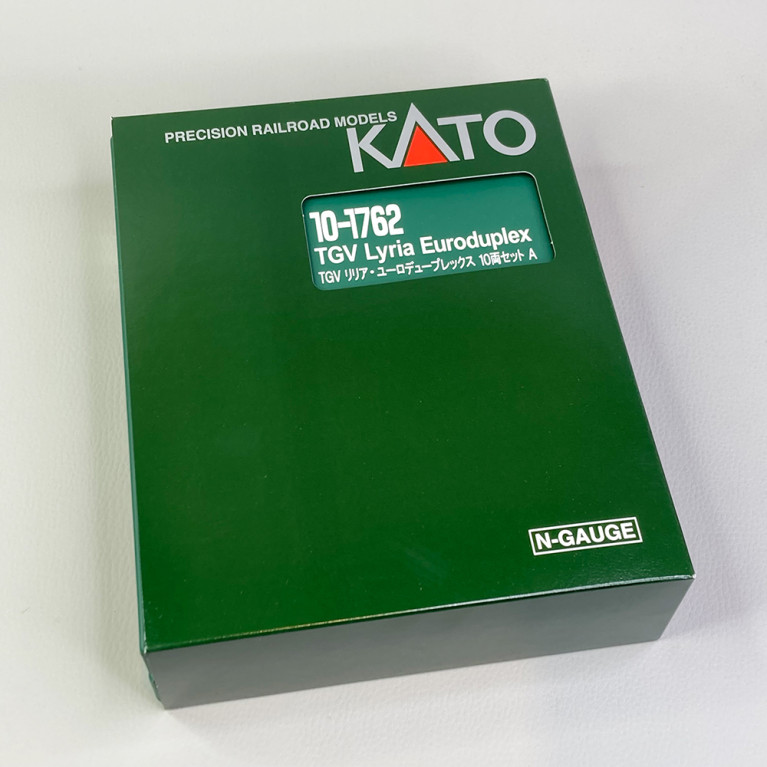 PRECISION RAILROAD MODELS
KATO
10-1762
TGV Lyria Euroduplex
TGV リリア・ユーロデュープレックス 10両セット A
N-GAUGE